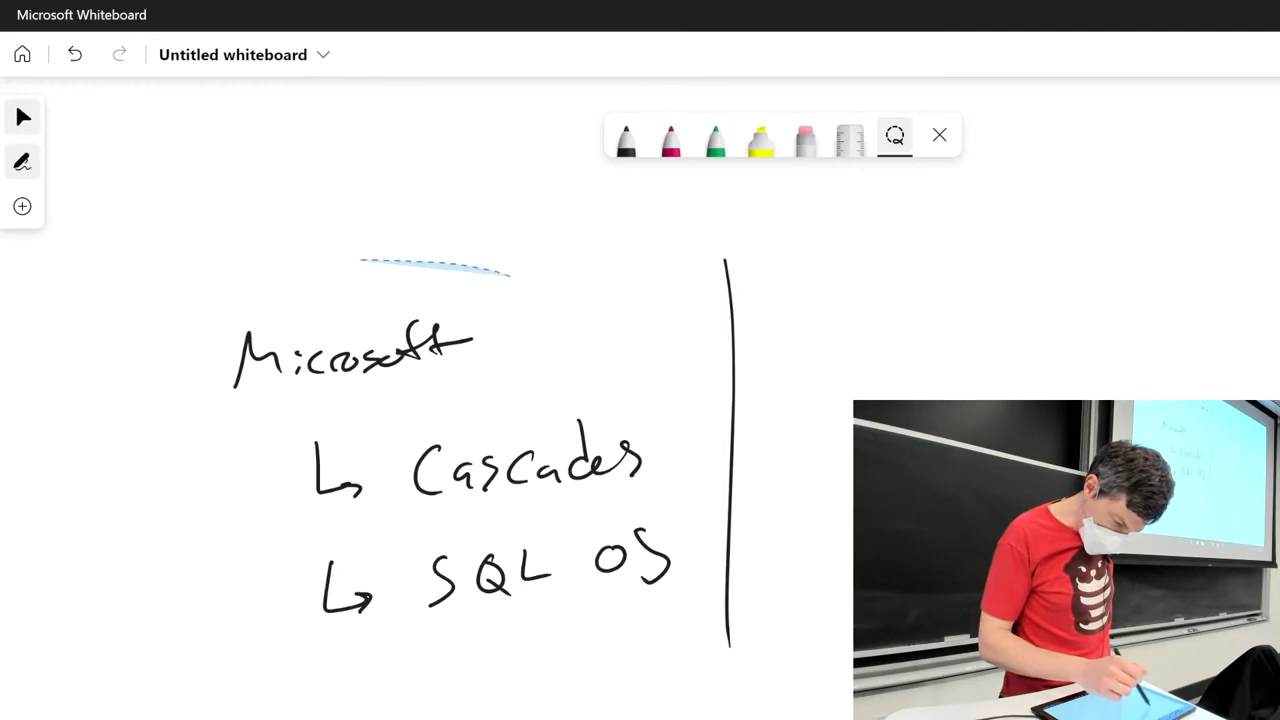 Microsoft Whiteboard
Untitled whiteboard
Microsoft
↳ Cascades
↳ SQL OS